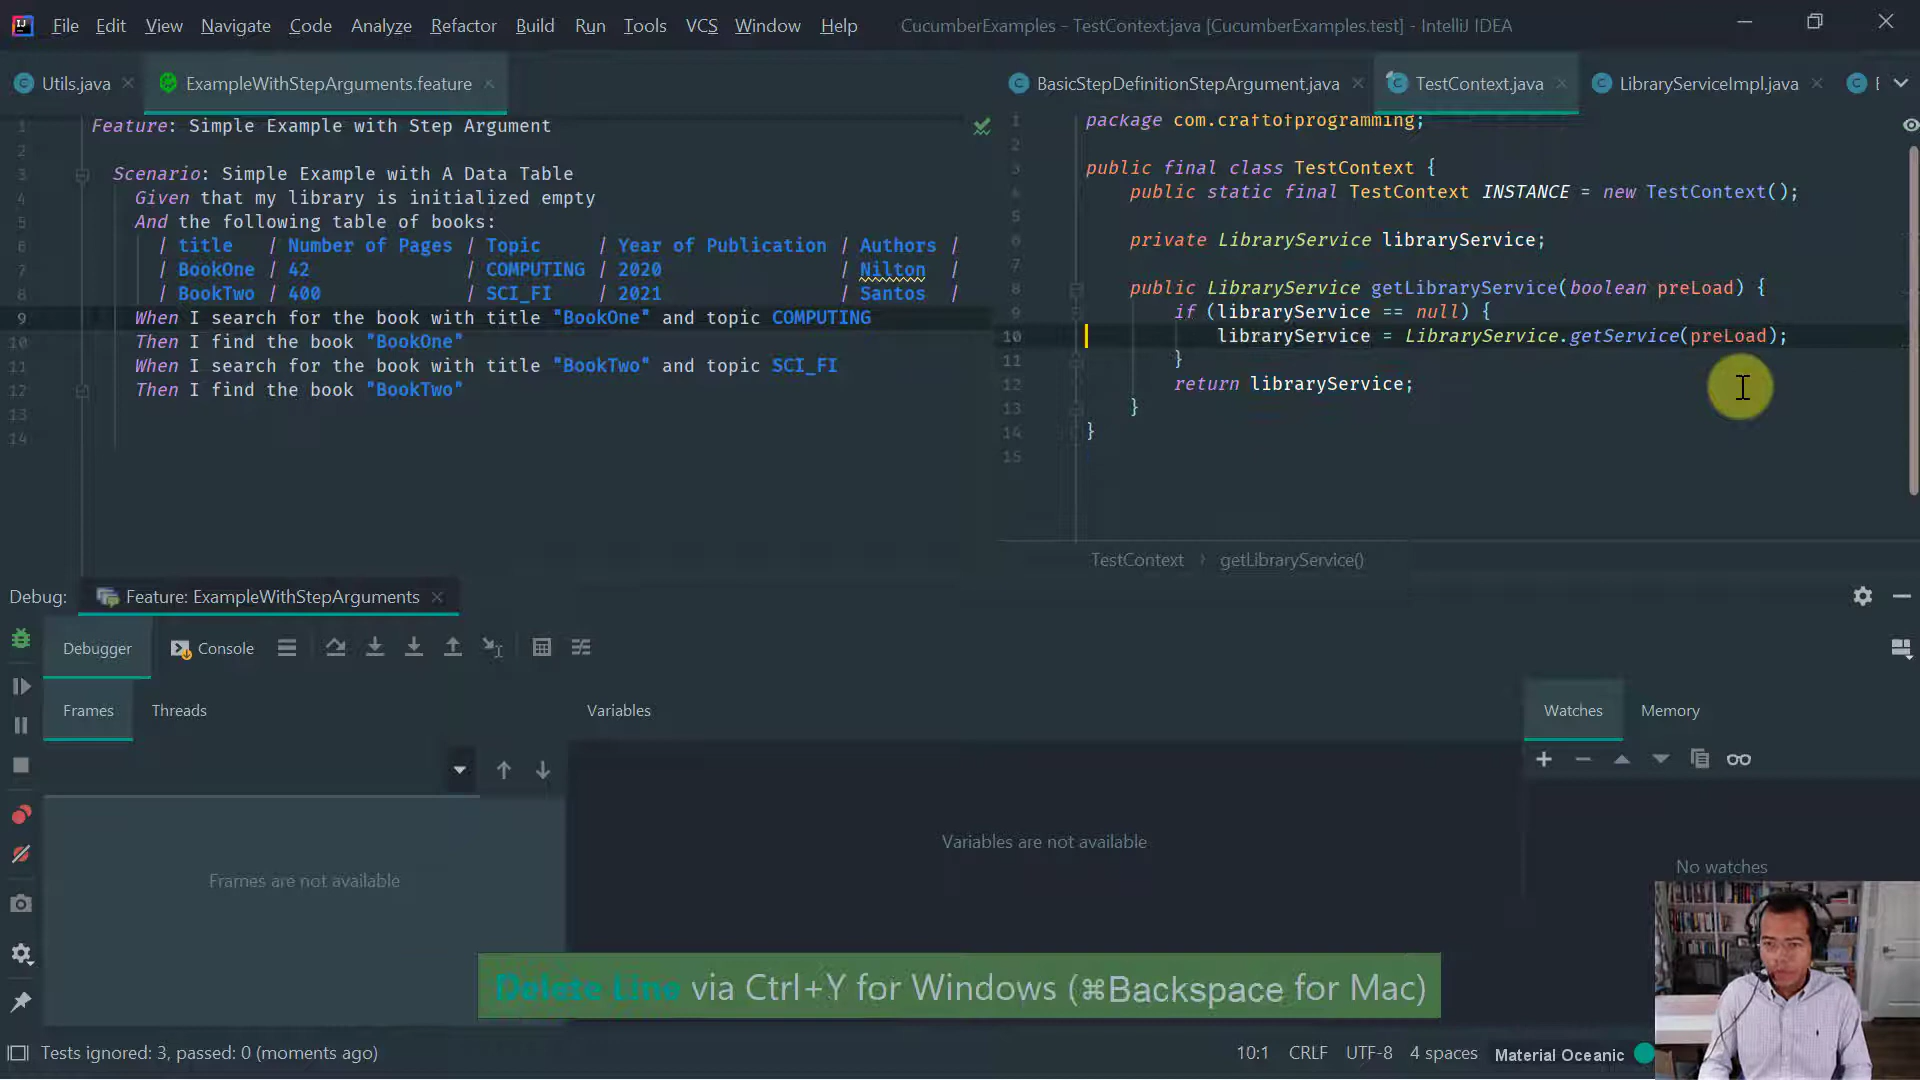 File Edit View Navigate Code Analyze Refactor Build Run Tools VCS Window Help CucumberExamples - TestContext.java [CucumberExamples.test] - IntelliJ IDEA
Utils.java ExampleWithStepArguments.feature
BasicStepDefinitionStepArgument.java TestContext.java LibraryServiceImpl.java
1 Feature: Simple Example with Step Argument
2
3 Scenario: Simple Example with A Data Table
4 Given that my library is initialized empty
5 And the following table of books:
6 | title | Number of Pages | Topic | Year of Publication | Authors |
7 | BookOne | 42 | COMPUTING | 2020 | Nilton |
8 | BookTwo | 400 | SCI_FI | 2021 | Santos |
9 When I search for the book with title "BookOne" and topic COMPUTING
10 Then I find the book "BookOne"
11 When I search for the book with title "BookTwo" and topic SCI_FI
12 Then I find the book "BookTwo"
13
14
1 package com.craftofprogramming;
2
3 public final class TestContext {
4 public static final TestContext INSTANCE = new TestContext();
5
6 private LibraryService libraryService;
7
8 public LibraryService getLibraryService(boolean preLoad) {
9 if (libraryService == null) {
10 libraryService = LibraryService.getService(preLoad);
11 }
12 return libraryService;
13 }
14 }
15
TestContext › getLibraryService()
Debug: Feature: ExampleWithStepArguments
Debugger Console
Frames Threads Variables Watches Memory
Variables are not available
No watches
Frames are not available
Delete Line via Ctrl+Y for Windows (⌘Backspace for Mac)
Tests ignored: 3, passed: 0 (moments ago) 10:1 CRLF UTF-8 4 spaces Material Oceanic